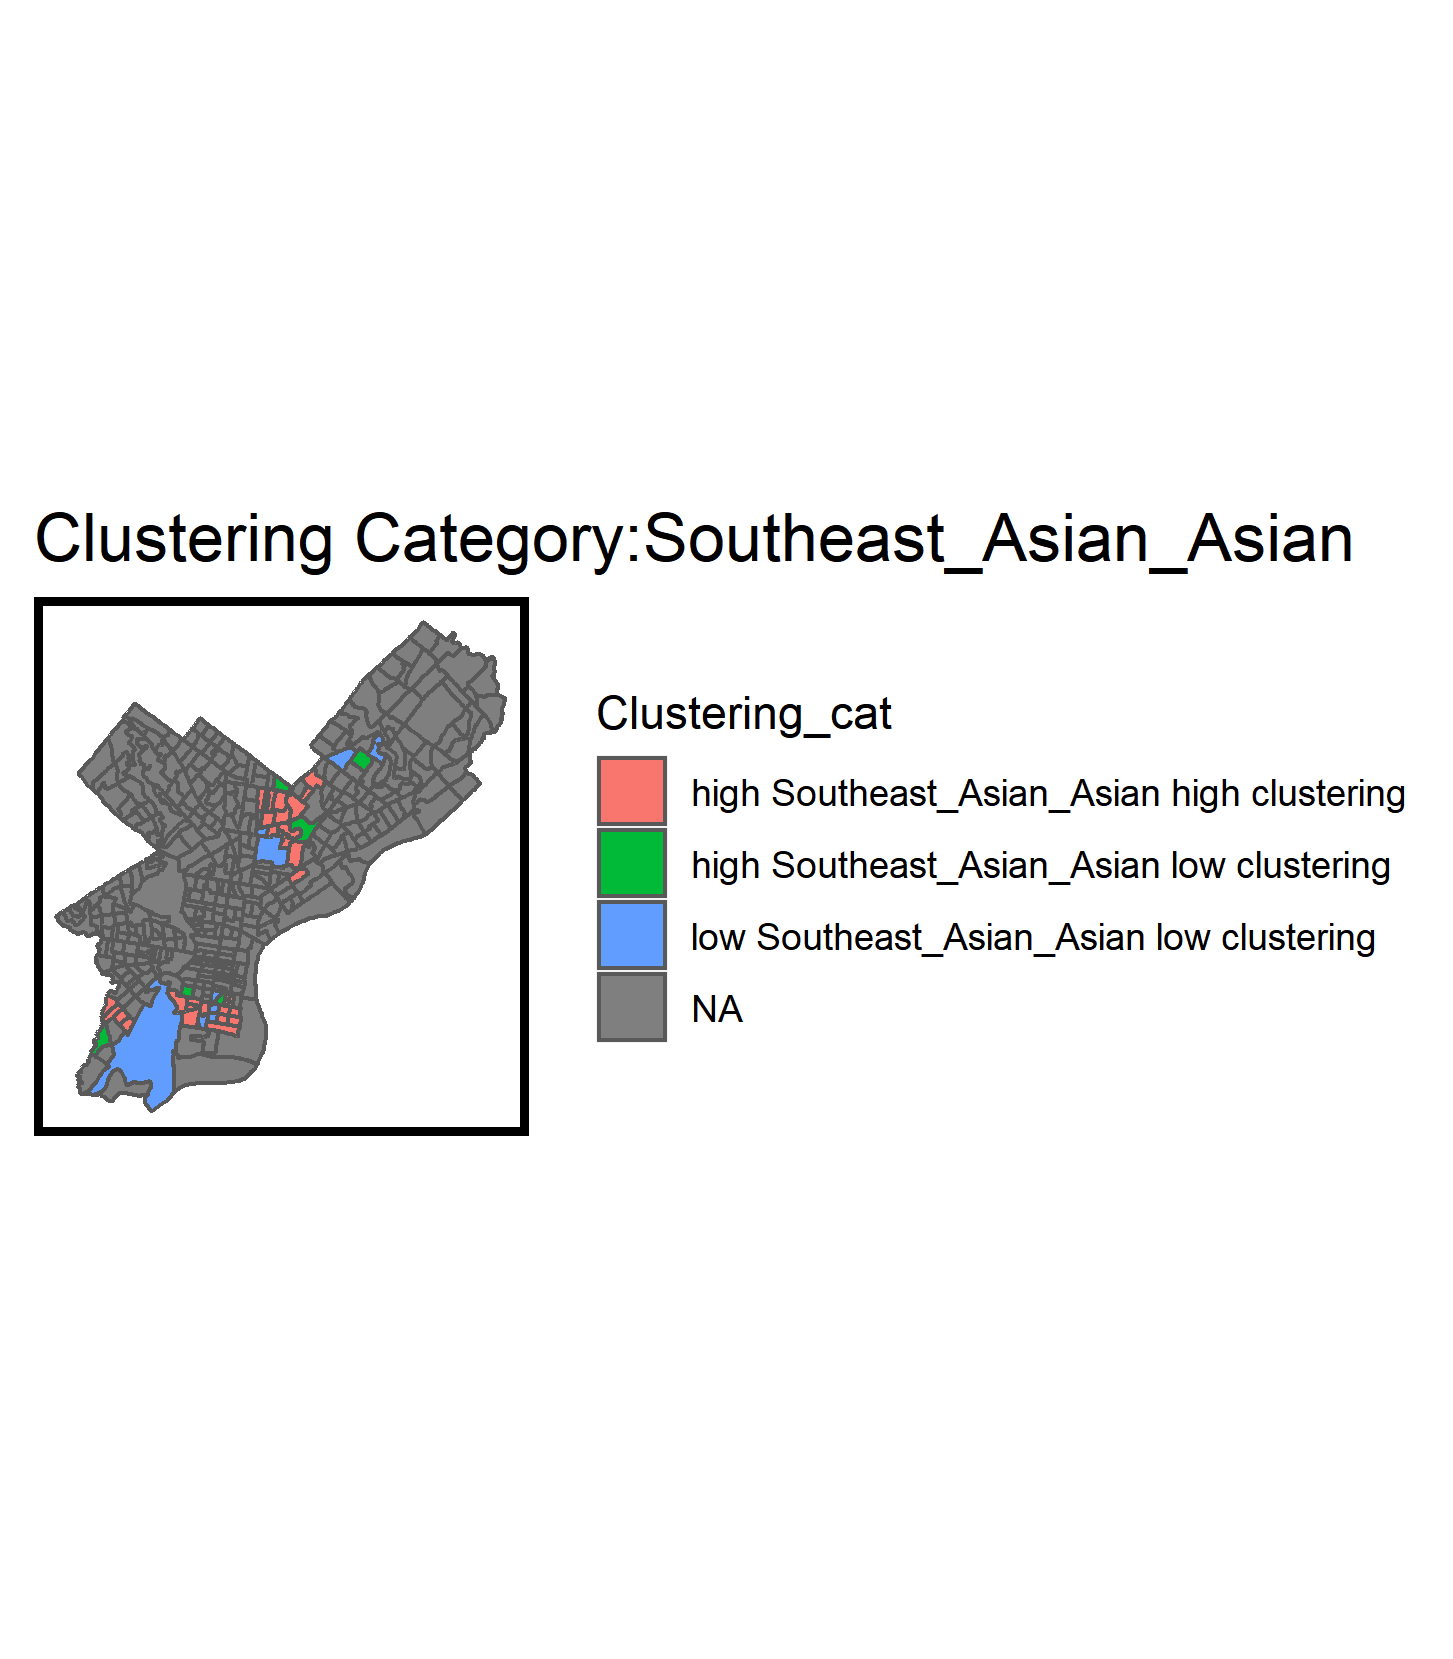 Clustering Category:Southeast_Asian_Asian
Clustering_cat
high Southeast_Asian_Asian high clustering
high Southeast_Asian_Asian low clustering
low Southeast_Asian_Asian low clustering
NA